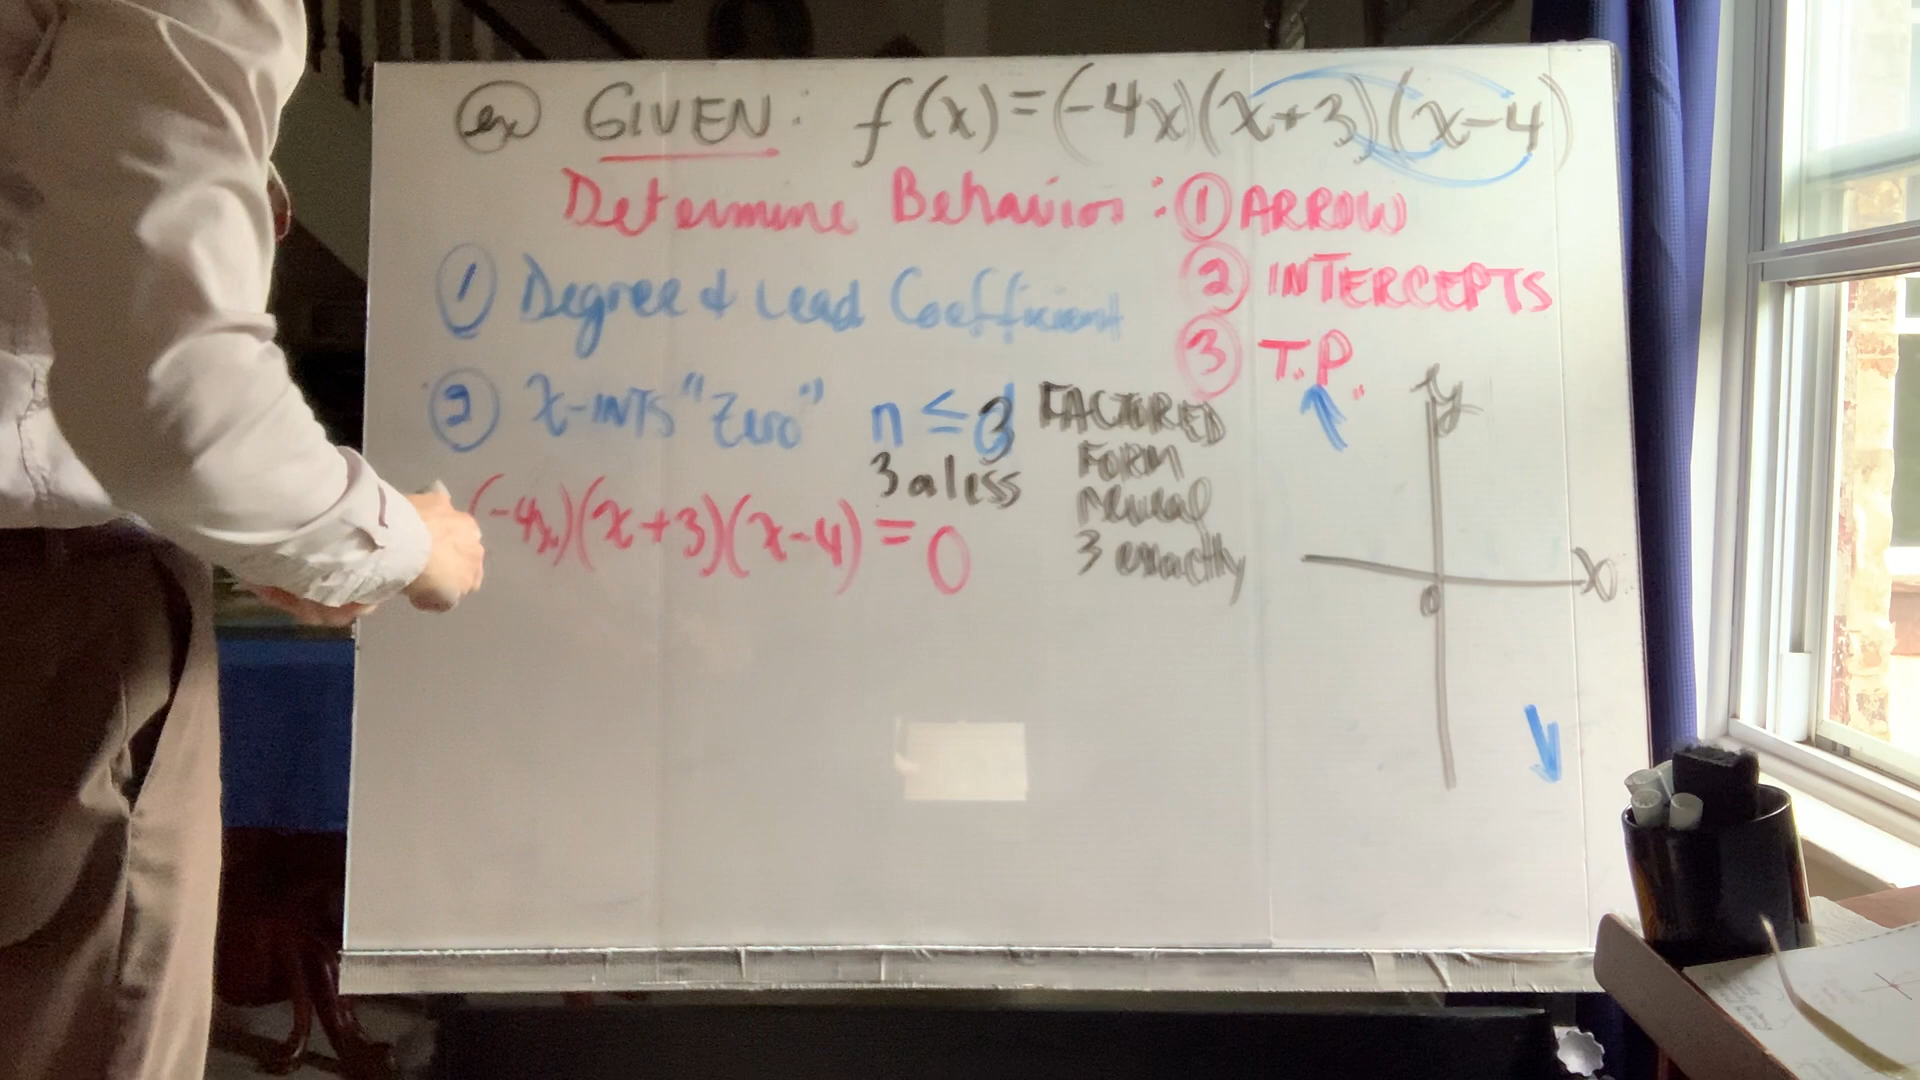 ex GIVEN: f(x)=(-4x)(x+3)(x-4)
Determine Behavior: ① ARROW
② INTERCEPTS
③ T.P.
① Degree & Lead Coefficient
② X-INTS "Zero" n ≤ 3
3 a less
FACTORED
FORM
reveal
3 exactly
(-4x)(x+3)(x-4)=0
y
x
0